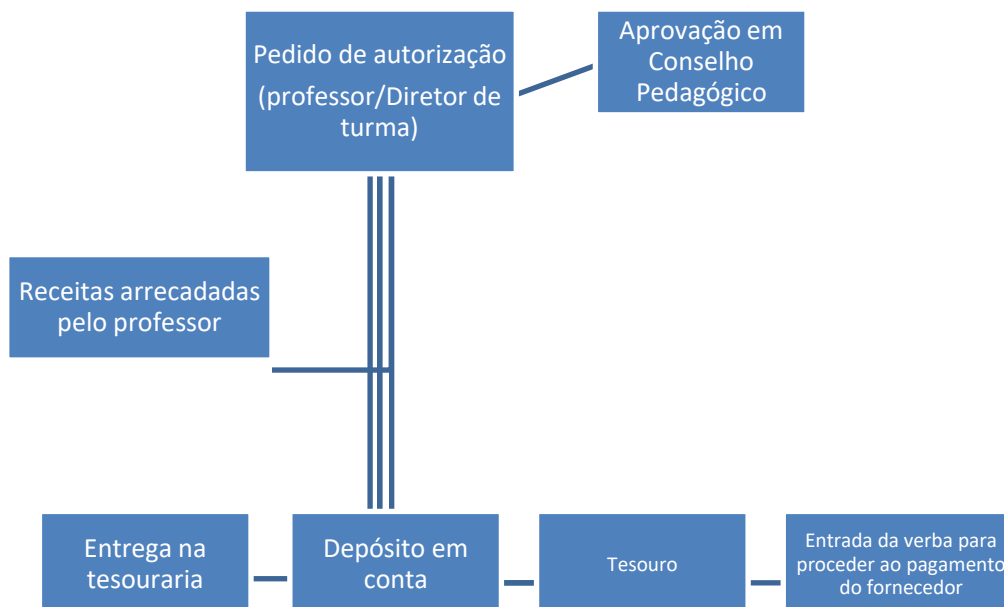 Pedido de autorização
(professor/Diretor de
turma)
Aprovação em
Conselho
Pedagógico
Receitas arrecadadas
pelo professor
Entrega na
tesouraria
Depósito em
conta
Tesouro
Entrada da verba para
proceder ao pagamento
do fornecedor